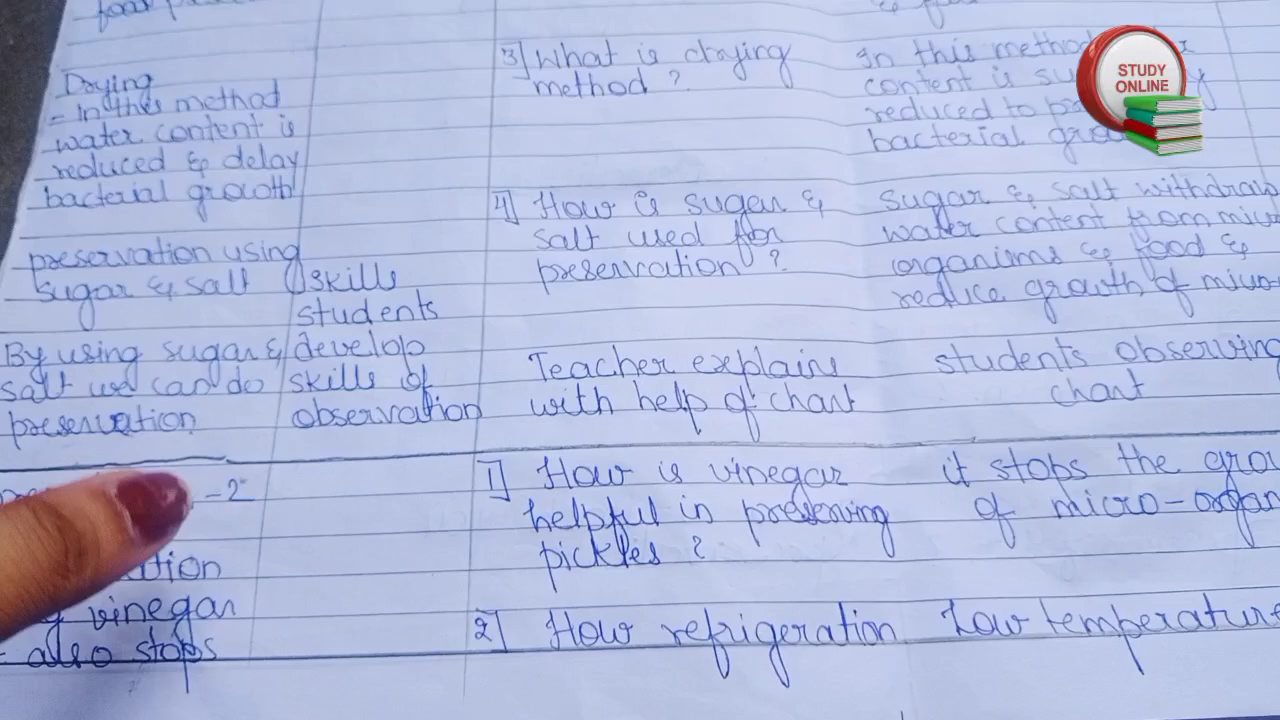 Drying
- In this method
water content is
reduced & delay
bacterial growth
preservation using
sugar & salt
By using sugar &
salt we can do
preservation
-2
vinegar
- also stops
skills
students
develop
skills of
observation
3] What is drying
method ?
4] How is sugar &
salt used for
preservation ?
Teacher explains
with help of chart
1] How is vinegar
helpful in preserving
pickles ?
2] How refrigeration
In this method
content is
reduced to
bacterial
sugar & salt withdraw
water content from
organisms & food &
reduce growth of
students observing
chart
it stops the
of micro-
Low temperature
STUDY
ONLINE